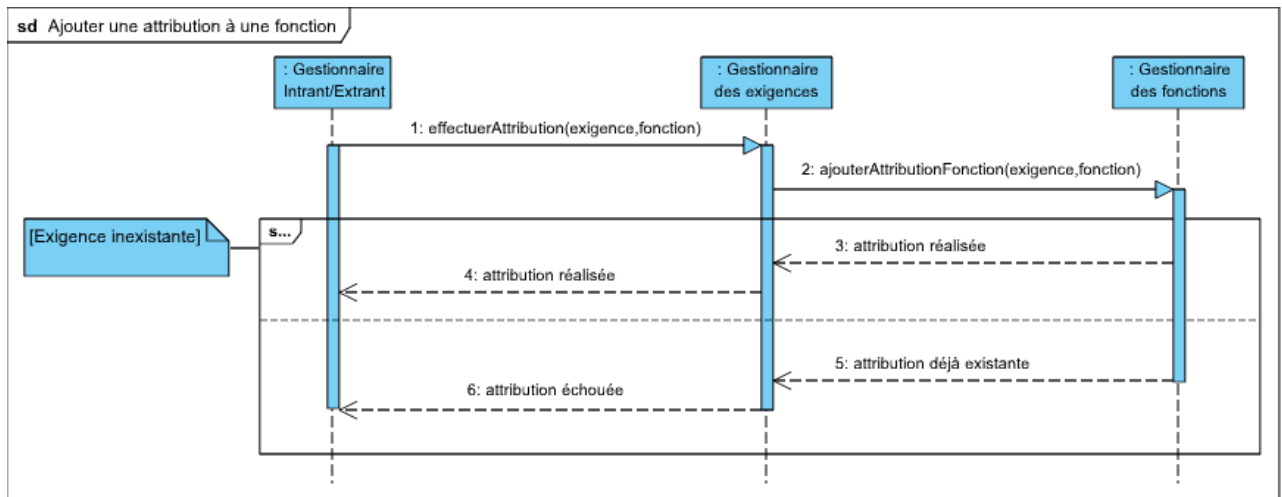 sd Ajouter une attribution à une fonction
: Gestionnaire
Intrant/Extrant
: Gestionnaire
des exigences
: Gestionnaire
des fonctions
1: effectuerAttribution(exigence,fonction)
2: ajouterAttributionFonction(exigence,fonction)
[Exigence inexistante]
s...
3: attribution réalisée
4: attribution réalisée
5: attribution déjà existante
6: attribution échouée